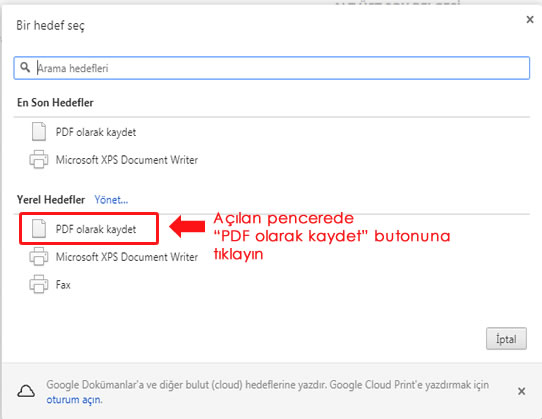 Bir hedef seç
Arama hedefleri
En Son Hedefler
PDF olarak kaydet
Microsoft XPS Document Writer
Yerel Hedefler Yönet...
PDF olarak kaydet
Açılan pencerede
“PDF olarak kaydet” butonuna
tıklayın
Microsoft XPS Document Writer
Fax
İptal
Google Dokümanlar'a ve diğer bulut (cloud) hedeflerine yazdır. Google Cloud Print'e yazdırmak için
oturum açın.